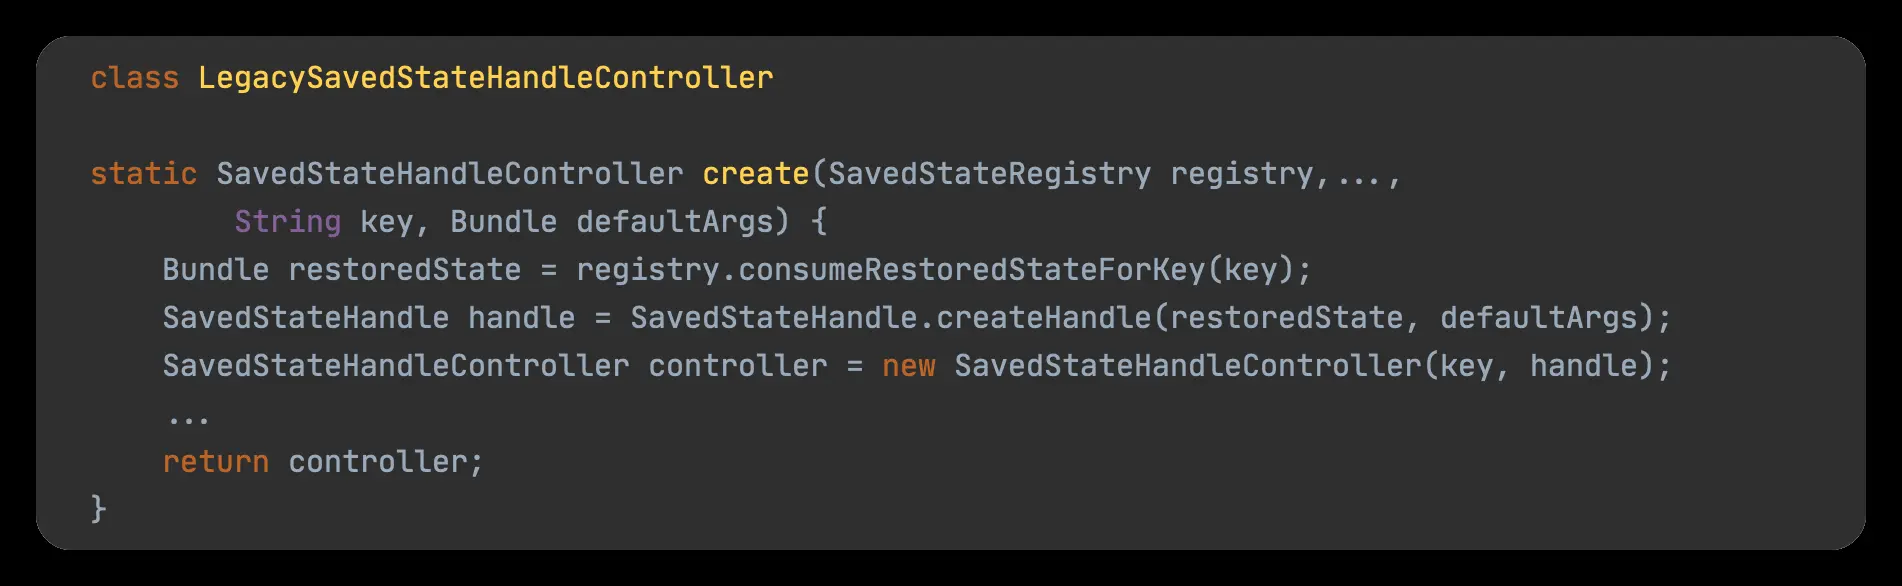 class LegacySavedStateHandleController
static SavedStateHandleController create(SavedStateRegistry registry,...,
String key, Bundle defaultArgs) {
Bundle restoredState = registry.consumeRestoredStateForKey(key);
SavedStateHandle handle = SavedStateHandle.createHandle(restoredState, defaultArgs);
SavedStateHandleController controller = new SavedStateHandleController(key, handle);
...
return controller;
}